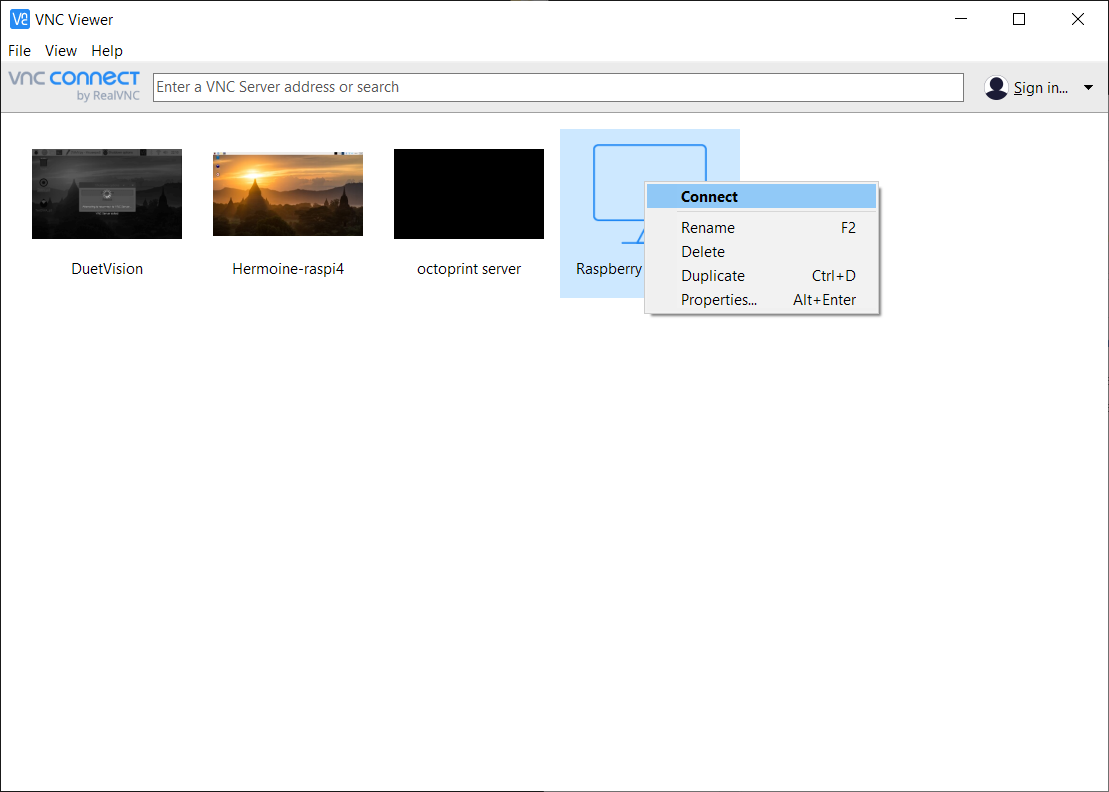 VNC Viewer
File View Help
vnc connect
by RealVNC
Enter a VNC Server address or search
Sign in...
DuetVision
Hermoine-raspi4
octoprint server
Raspberry
Connect
Rename F2
Delete
Duplicate Ctrl+D
Properties... Alt+Enter